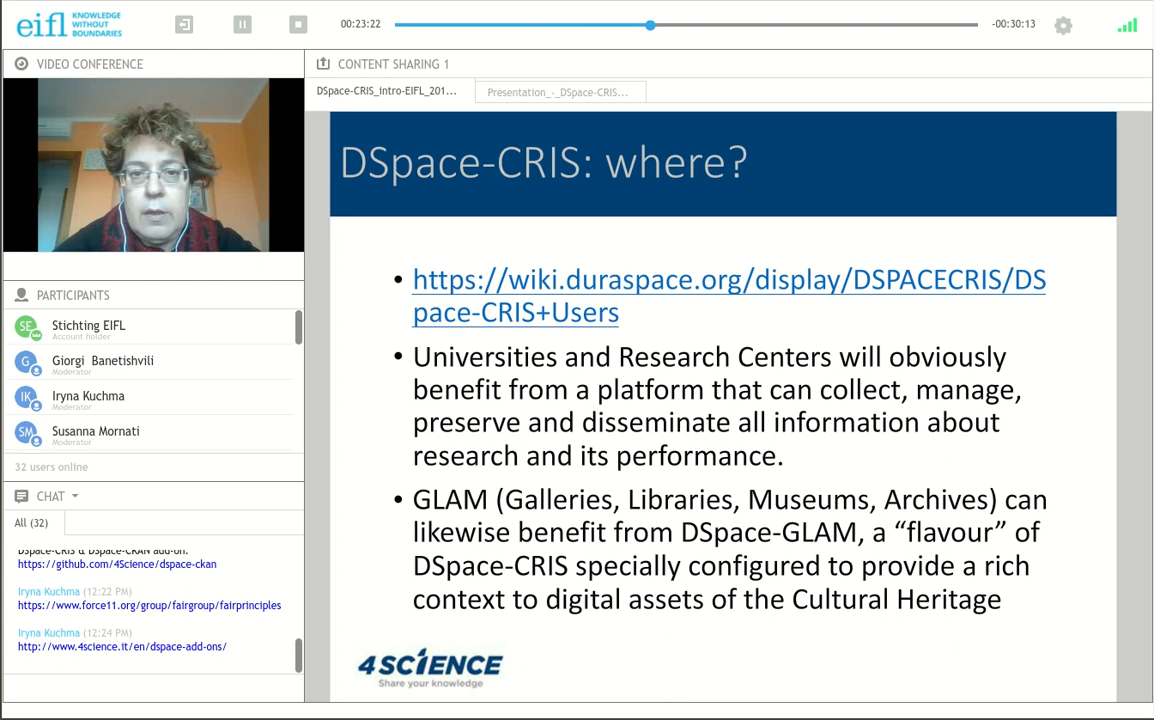 eifl KNOWLEDGE
WITHOUT
BOUNDARIES
00:23:22
-00:30:13
VIDEO CONFERENCE
PARTICIPANTS
SE Stichting EIFL
Account holder
G Giorgi Banetishvili
Moderator
IK Iryna Kuchma
Moderator
SM Susanna Mornati
Moderator
32 users online
CHAT
All (32)
DSpace-CRIS & DSpace-CKAN add-on:
https://github.com/4Science/dspace-ckan
Iryna Kuchma (12:22 PM)
https://www.force11.org/group/fairgroup/fairprinciples
Iryna Kuchma (12:24 PM)
http://www.4science.it/en/dspace-add-ons/
CONTENT SHARING 1
DSpace-CRIS_intro-EIFL_201...
Presentation_-_DSpace-CRIS...
DSpace-CRIS: where?
• https://wiki.duraspace.org/display/DSPACECRIS/DS
pace-CRIS+Users
• Universities and Research Centers will obviously
benefit from a platform that can collect, manage,
preserve and disseminate all information about
research and its performance.
• GLAM (Galleries, Libraries, Museums, Archives) can
likewise benefit from DSpace-GLAM, a “flavour” of
DSpace-CRIS specially configured to provide a rich
context to digital assets of the Cultural Heritage
4SCIENCE
Share your knowledge